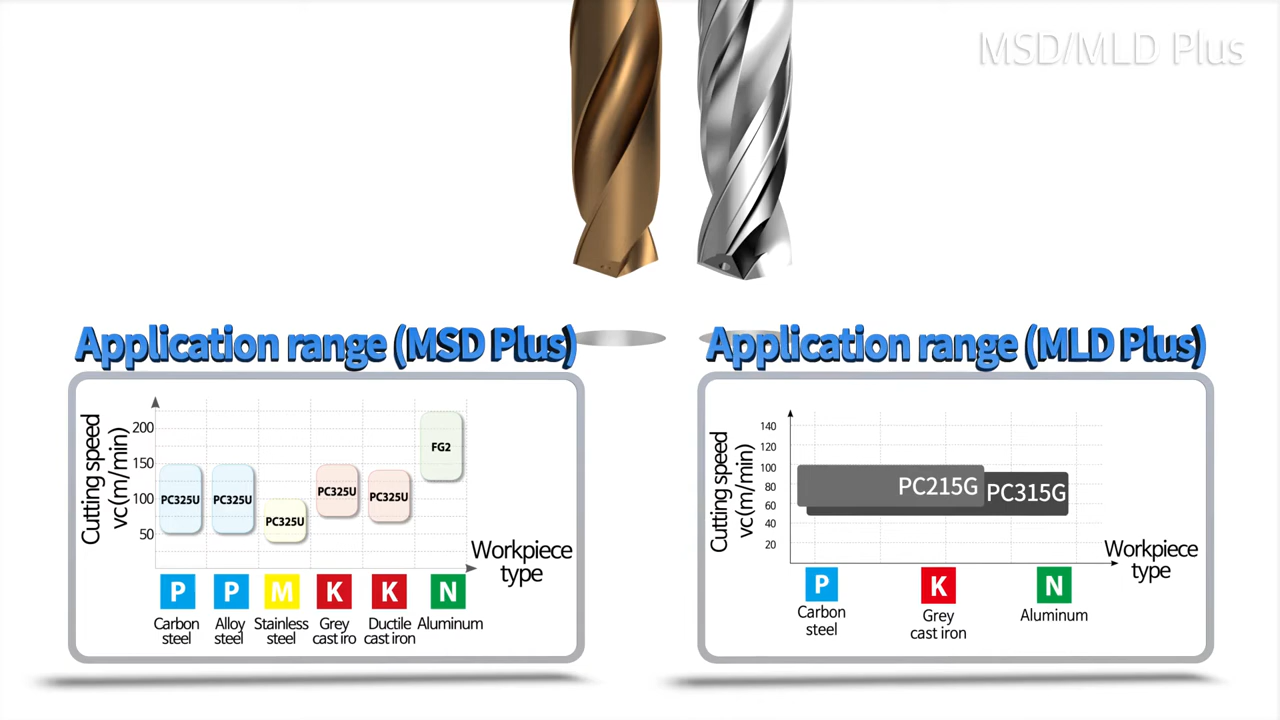 MSD/MLD Plus
Application range (MSD Plus)
Cutting speed
vc(m/min)
200
150
100
50
PC325U
PC325U
PC325U
PC325U
PC325U
FG2
Workpiece
type
P
P
M
K
K
N
Carbon
steel
Alloy
steel
Stainless
steel
Grey
cast iro
Ductile
cast iron
Aluminum
Application range (MLD Plus)
Cutting speed
vc(m/min)
140
120
100
80
60
40
20
PC215G
PC315G
Workpiece
type
P
K
N
Carbon
steel
Grey
cast iron
Aluminum